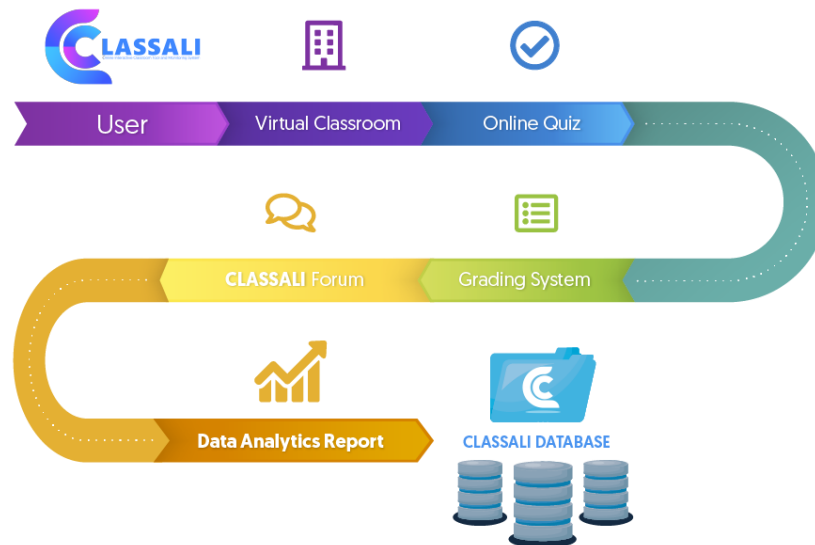 CLASSALI
User
Virtual Classroom
Online Quiz
CLASSALI Forum
Grading System
Data Analytics Report
CLASSALI DATABASE